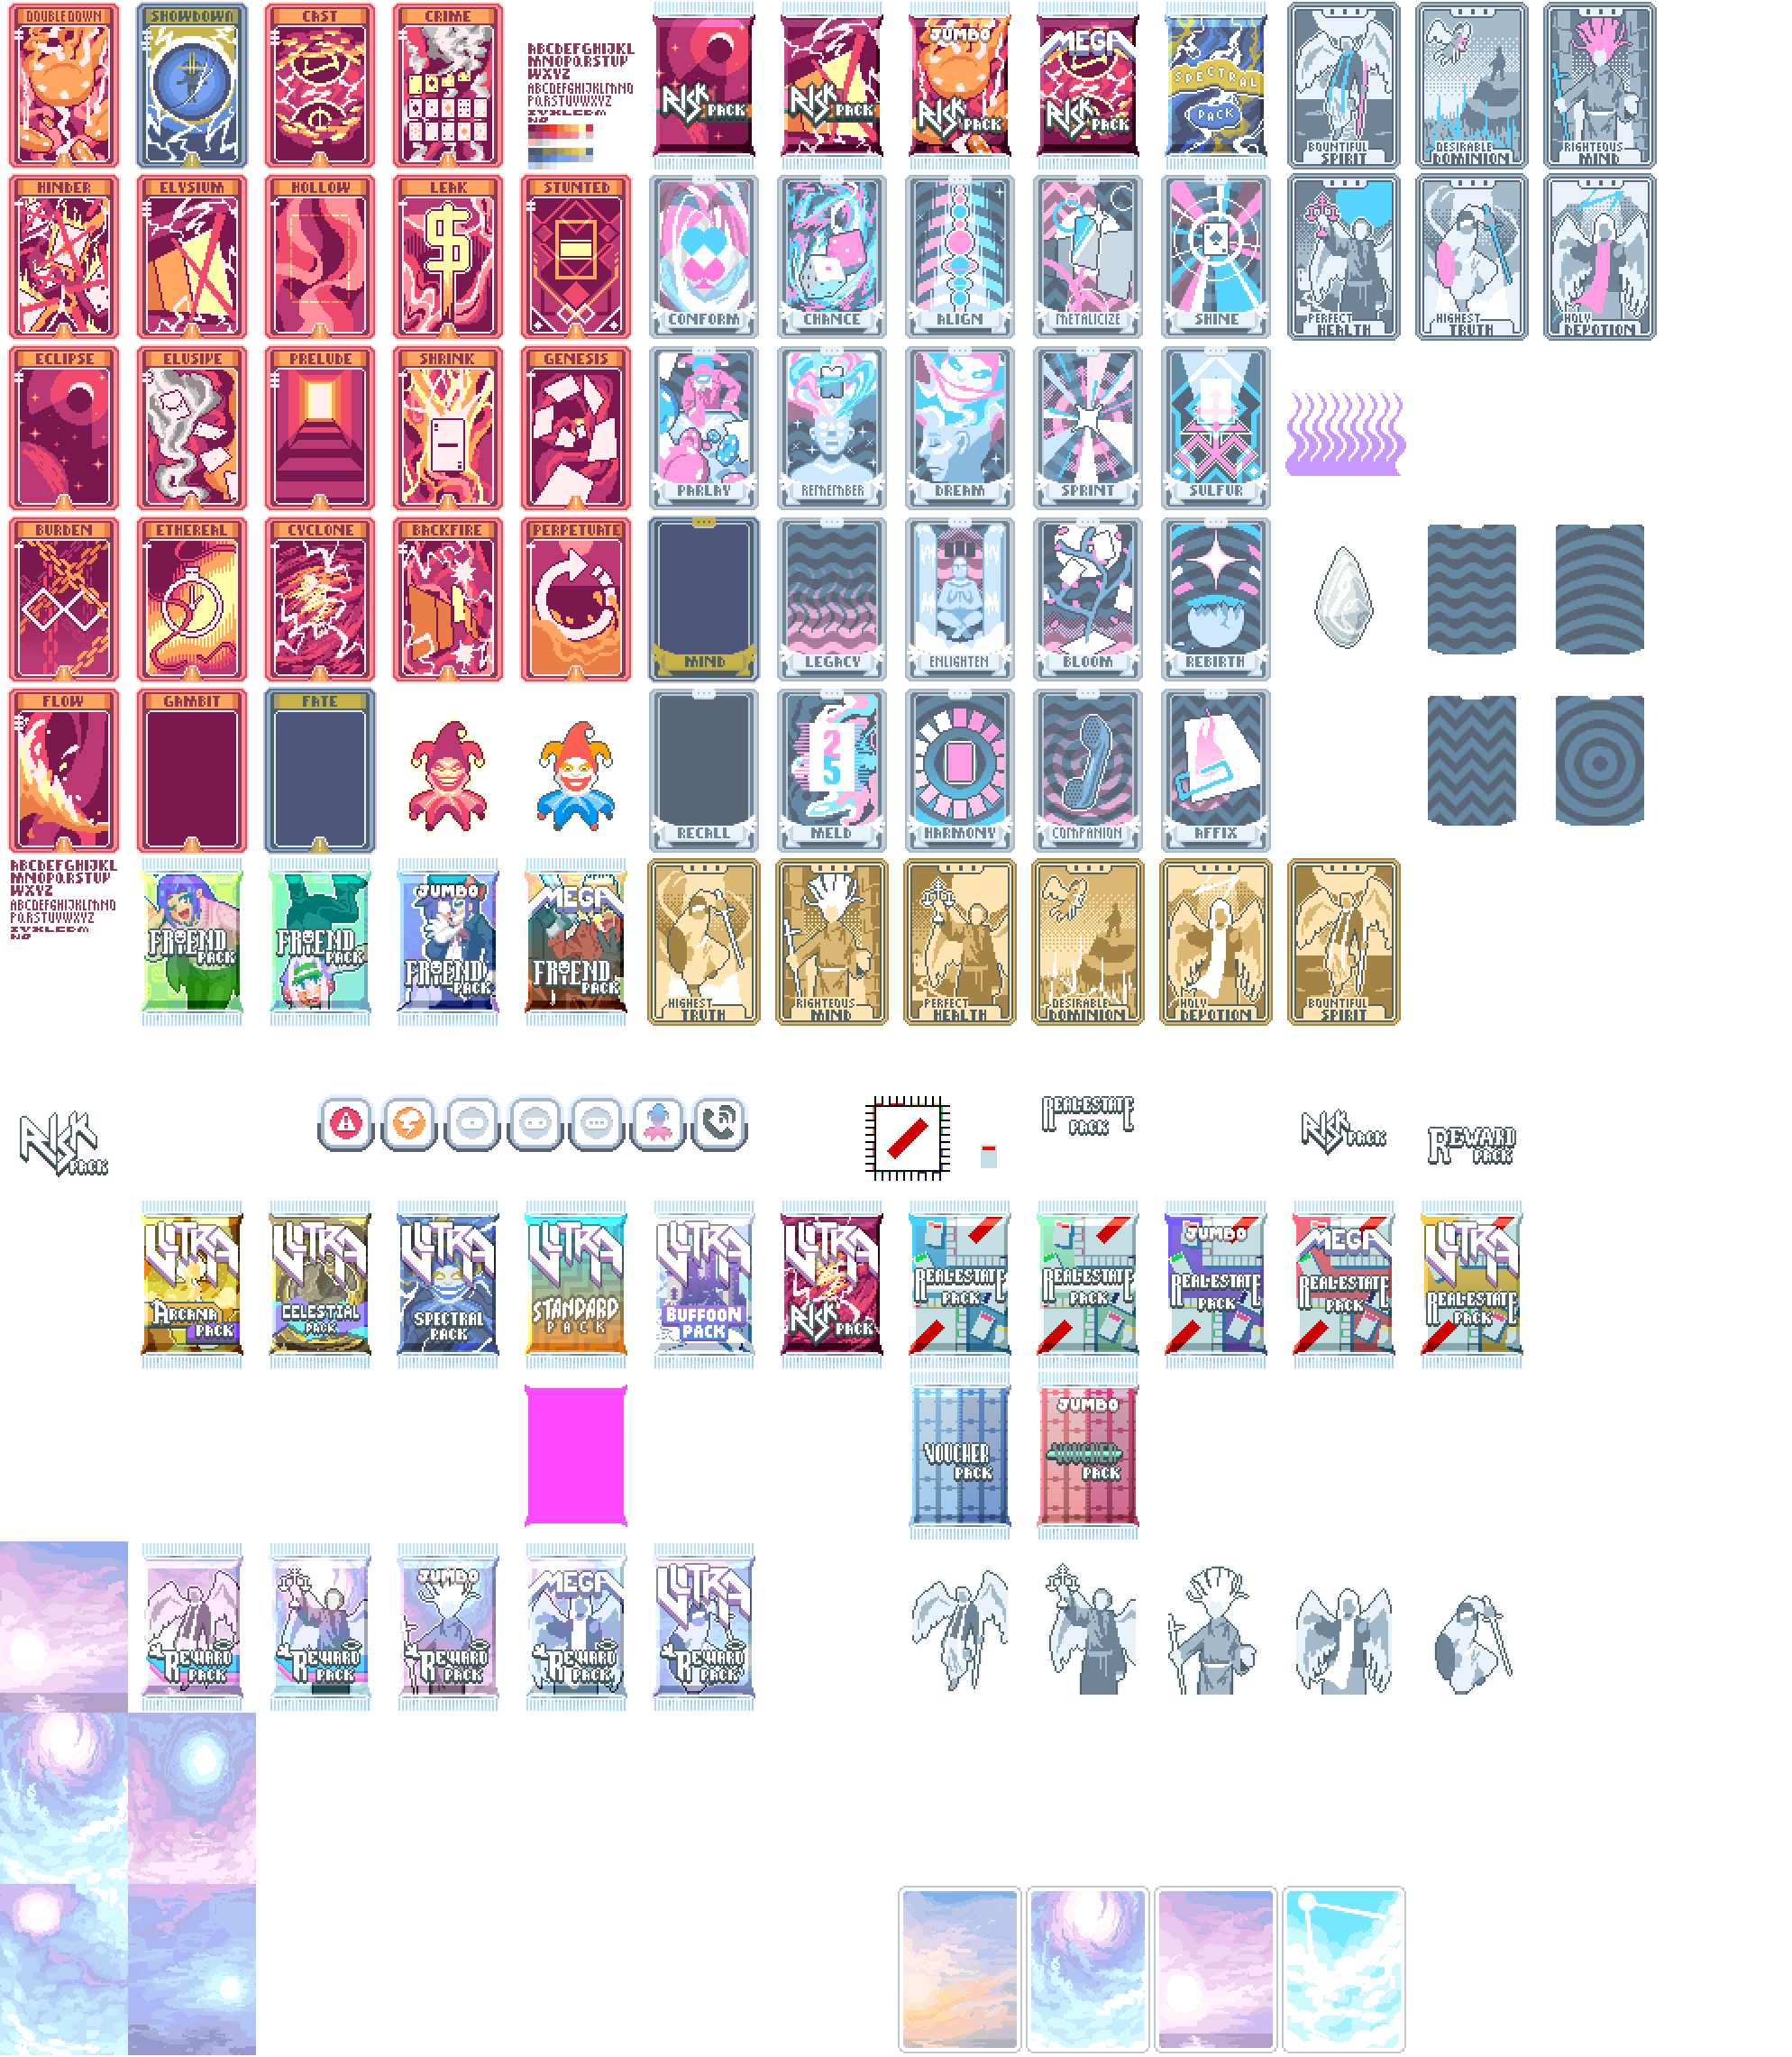 DOUBLE DOWN
SHOWDOWN
CAST
CRIME
ABCDEFGHIJKL
MNOPQRSTUV
WXYZ
ABCDEFGHIJKLMNO
PQRSTUVWXYZ
IVXLCDM
NO
RISK PACK
RISK PACK
JUMBO
RISK PACK
MEGA
RISK PACK
SPECTRAL
PACK
BOUNTIFUL
SPIRIT
DESIRABLE
DOMINION
RIGHTEOUS
MIND
HINDER
ELYSIUM
HOLLOW
LEAK
$
STUNTED
CONFORM
CHANCE
ALIGN
METALICIZE
SHINE
PERFECT
HEALTH
HIGHEST
TRUTH
HOLY
DEVOTION
ECLIPSE
ELUSIVE
PRELUDE
SHRINK
GENESIS
PARLAY
REMEMBER
DREAM
SPRINT
SULFUR
BURDEN
ETHEREAL
CYCLONE
BACKFIRE
PERPETUATE
MIND
LEGACY
ENLIGHTEN
BLOOM
REBIRTH
FLOW
GAMBIT
FATE
RECALL
2
5
MELD
HARMONY
COMPANION
AFFIX
ABCDEFGHIJKL
MNOPQRSTUV
WXYZ
ABCDEFGHIJKLMNO
PQRSTUVWXYZ
IVXLCDM
NO
FRIEND
PACK
FRIEND
PACK
JUMBO
FRIEND
PACK
MEGA
FRIEND
PACK
HIGHEST
TRUTH
RIGHTEOUS
MIND
PERFECT
HEALTH
DESIRABLE
DOMINION
HOLY
DEVOTION
BOUNTIFUL
SPIRIT
RISK
PACK
REAL-ESTATE
PACK
RISK PACK
REWARD
PACK
ULTRA
ARCANA
PACK
ULTRA
CELESTIAL
PACK
ULTRA
SPECTRAL
PACK
ULTRA
STANDARD
PACK
ULTRA
BUFFOON
PACK
ULTRA
RISK PACK
REAL-ESTATE
PACK
REAL-ESTATE
PACK
JUMBO
REAL-ESTATE
PACK
MEGA
REAL-ESTATE
PACK
ULTRA
REAL-ESTATE
PACK
VOUCHER
PACK
JUMBO
VOUCHER
PACK
REWARD
PACK
REWARD
PACK
JUMBO
REWARD
PACK
MEGA
REWARD
PACK
ULTRA
REWARD
PACK